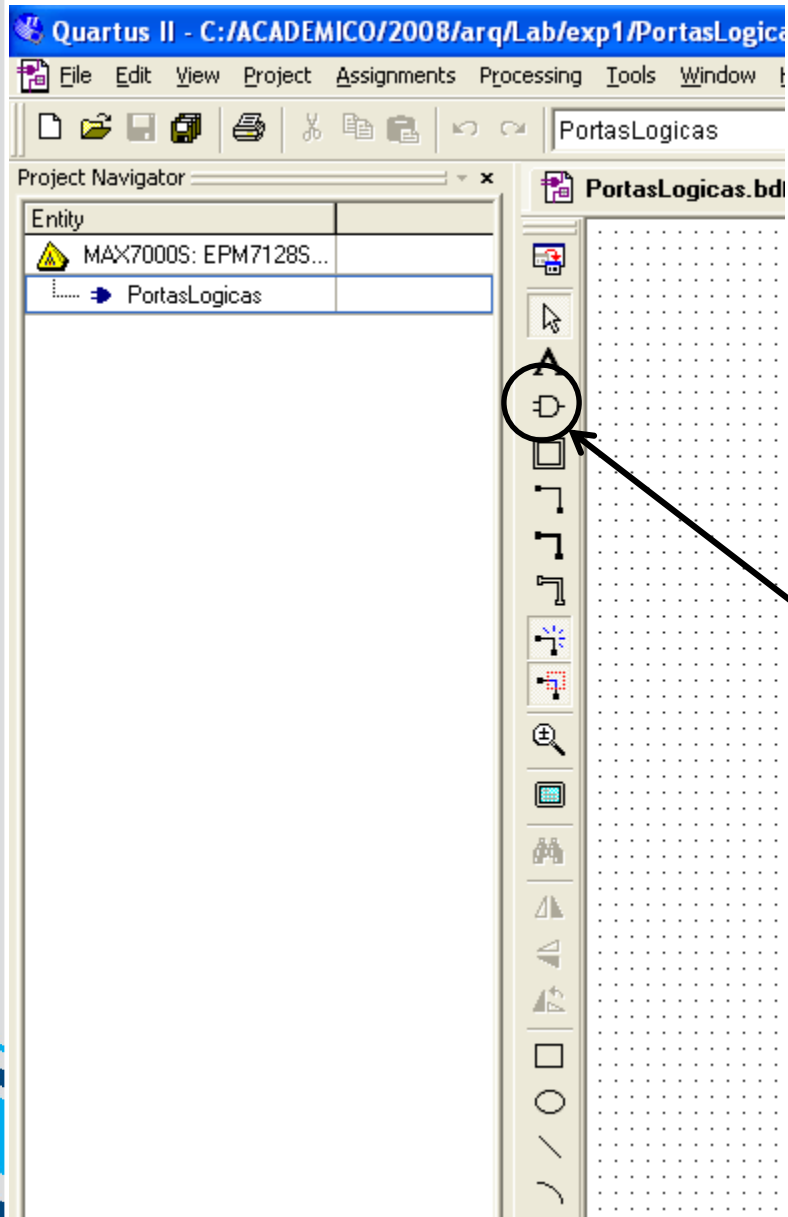 Quartus II - C:/ACADEMICO/2008/arq/Lab/exp1/PortasLogica
File Edit View Project Assignments Processing Tools Window
PortasLogicas
Project Navigator
PortasLogicas.bdf
Entity
MAX7000S: EPM7128S...
PortasLogicas
A